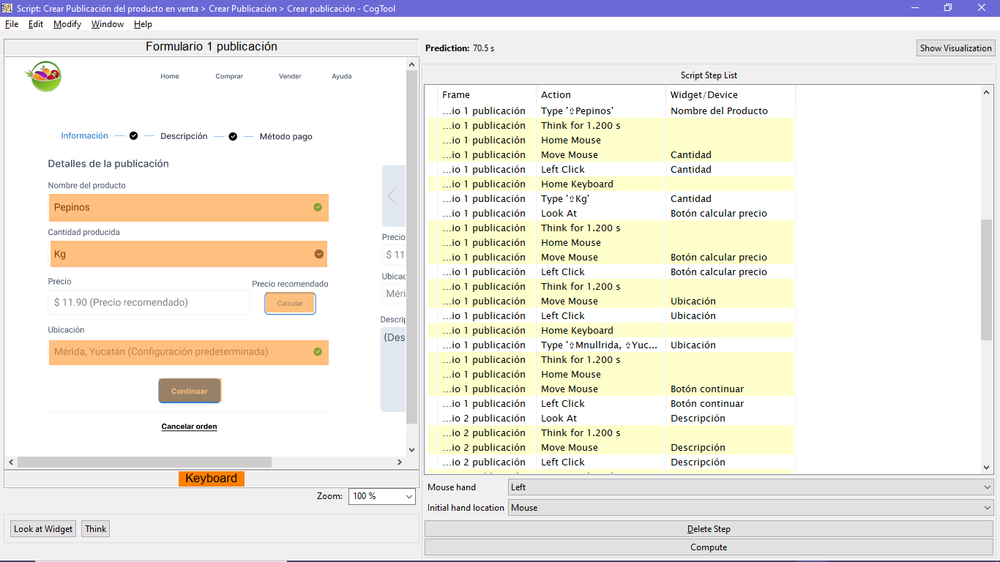 Script: Crear Publicación del producto en venta > Crear Publicación > Crear publicación - CogTool
File Edit Modify Window Help
Formulario 1 publicación
Home Comprar Vender Ayuda
Información Descripción Método pago
Detalles de la publicación
Nombre del producto
Pepinos
Cantidad producida
Kg
Precio
Precio recomendado
$ 11.90 (Precio recomendado)
Calcular
Ubicación
Mérida, Yucatán (Configuración predeterminada)
Continuar
Cancelar orden
Precio
$ 11
Ubicac
Méri
Descrip
(Des
Keyboard
Zoom: 100 %
Look at Widget Think
Prediction: 70.5 s
Show Visualization
Script Step List
Frame Action Widget/Device
...io 1 publicación Type '⇧Pepinos' Nombre del Producto
...io 1 publicación Think for 1.200 s
...io 1 publicación Home Mouse
...io 1 publicación Move Mouse Cantidad
...io 1 publicación Left Click Cantidad
...io 1 publicación Home Keyboard
...io 1 publicación Type '⇧Kg' Cantidad
...io 1 publicación Look At Botón calcular precio
...io 1 publicación Think for 1.200 s
...io 1 publicación Home Mouse
...io 1 publicación Move Mouse Botón calcular precio
...io 1 publicación Left Click Botón calcular precio
...io 1 publicación Think for 1.200 s
...io 1 publicación Move Mouse Ubicación
...io 1 publicación Left Click Ubicación
...io 1 publicación Home Keyboard
...io 1 publicación Type '⇧Mnullrida, ⇧Yuc... Ubicación
...io 1 publicación Think for 1.200 s
...io 1 publicación Home Mouse
...io 1 publicación Move Mouse Botón continuar
...io 1 publicación Left Click Botón continuar
...io 2 publicación Look At Descripción
...io 2 publicación Think for 1.200 s
...io 2 publicación Move Mouse Descripción
...io 2 publicación Left Click Descripción
Mouse hand Left
Initial hand location Mouse
Delete Step
Compute